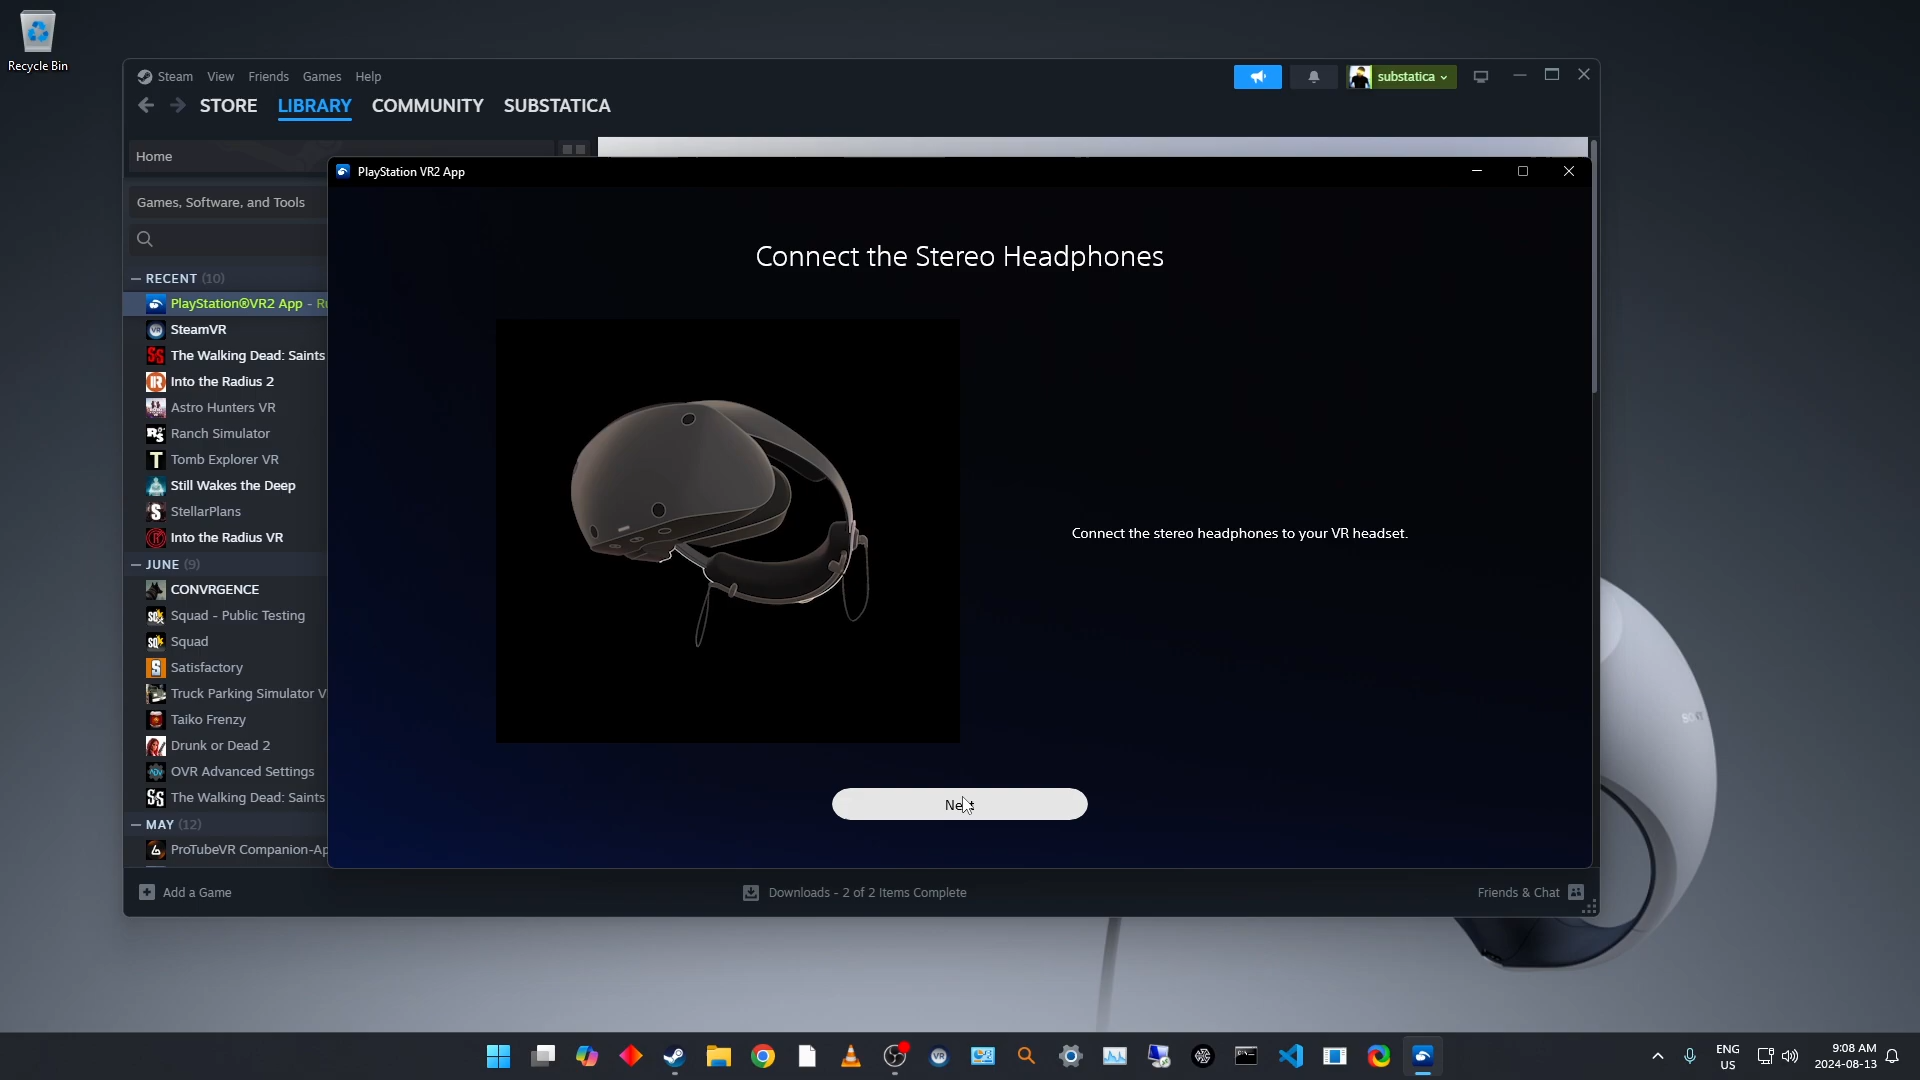 Recycle Bin
Steam View Friends Games Help
substatica
STORE LIBRARY COMMUNITY SUBSTATICA
Home
PlayStation VR2 App
Games, Software, and Tools
Connect the Stereo Headphones
RECENT (10)
PlayStation®VR2 App - Ru
SteamVR
The Walking Dead: Saints
Into the Radius 2
Astro Hunters VR
Ranch Simulator
Tomb Explorer VR
Still Wakes the Deep
StellarPlans
Into the Radius VR
JUNE (9)
CONVRGENCE
Squad - Public Testing
Squad
Satisfactory
Truck Parking Simulator V
Taiko Frenzy
Drunk or Dead 2
OVR Advanced Settings
The Walking Dead: Saints
MAY (12)
ProTubeVR Companion-Ap
Connect the stereo headphones to your VR headset.
Next
Add a Game
Downloads - 2 of 2 Items Complete
Friends & Chat
SONY
ENG
US
9:08 AM
2024-08-13